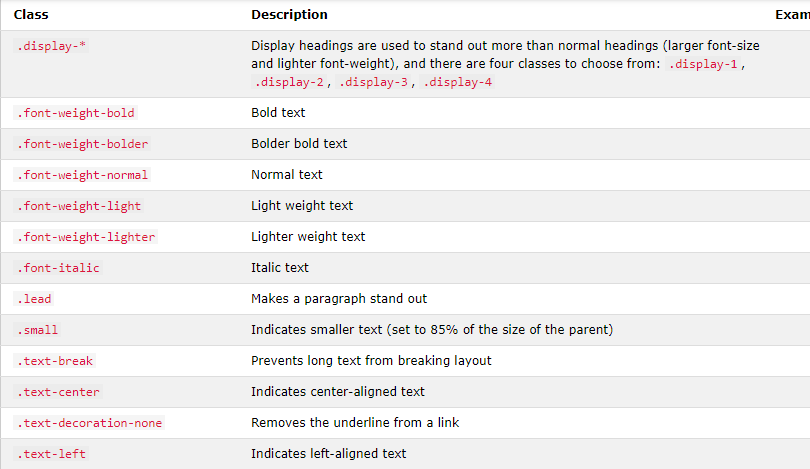 Class Description Exam
.display-* Display headings are used to stand out more than normal headings (larger font-size
and lighter font-weight), and there are four classes to choose from: .display-1 ,
.display-2 , .display-3 , .display-4
.font-weight-bold Bold text
.font-weight-bolder Bolder bold text
.font-weight-normal Normal text
.font-weight-light Light weight text
.font-weight-lighter Lighter weight text
.font-italic Italic text
.lead Makes a paragraph stand out
.small Indicates smaller text (set to 85% of the size of the parent)
.text-break Prevents long text from breaking layout
.text-center Indicates center-aligned text
.text-decoration-none Removes the underline from a link
.text-left Indicates left-aligned text